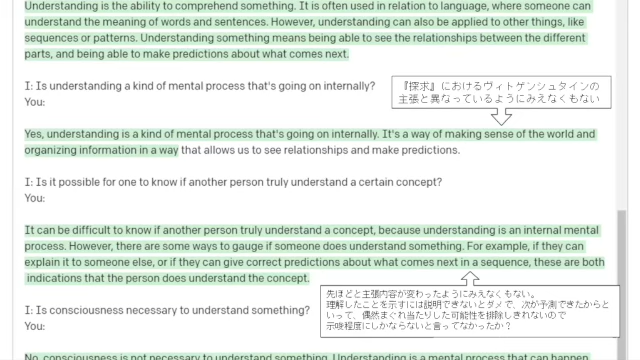 Understanding is the ability to comprehend something. It is often used in relation to language, where someone can
understand the meaning of words and sentences. However, understanding can also be applied to other things, like
sequences or patterns. Understanding something means being able to see the relationships between the different
parts, and being able to make predictions about what comes next.
I: Is understanding a kind of mental process that's going on internally?
『探求』におけるヴィトゲンシュタインの
主張と異なっているようにみえなくもない
You:
Yes, understanding is a kind of mental process that's going on internally. It's a way of making sense of the world and
organizing information in a way that allows us to see relationships and make predictions.
I: Is it possible for one to know if another person truly understand a certain concept?
You:
It can be difficult to know if another person truly understand a concept, because understanding is an internal mental
process. However, there are some ways to gauge if someone does understand something. For example, if they can
explain it to someone else, or if they can give correct predictions about what comes next in a sequence, these are both
indications that the person does understand the concept.
先ほどと主張内容が変わったようにみえなくもない。
理解したことを示すには説明できないとダメで、次が予測できたからと
いって、偶然まぐれ当たりした可能性を排除しきれないので
示唆程度にしかならないと言ってなかったか？
I: Is consciousness necessary to understand something?
You:
No, consciousness is not necessary to understand something. Understanding is a mental process that can happen